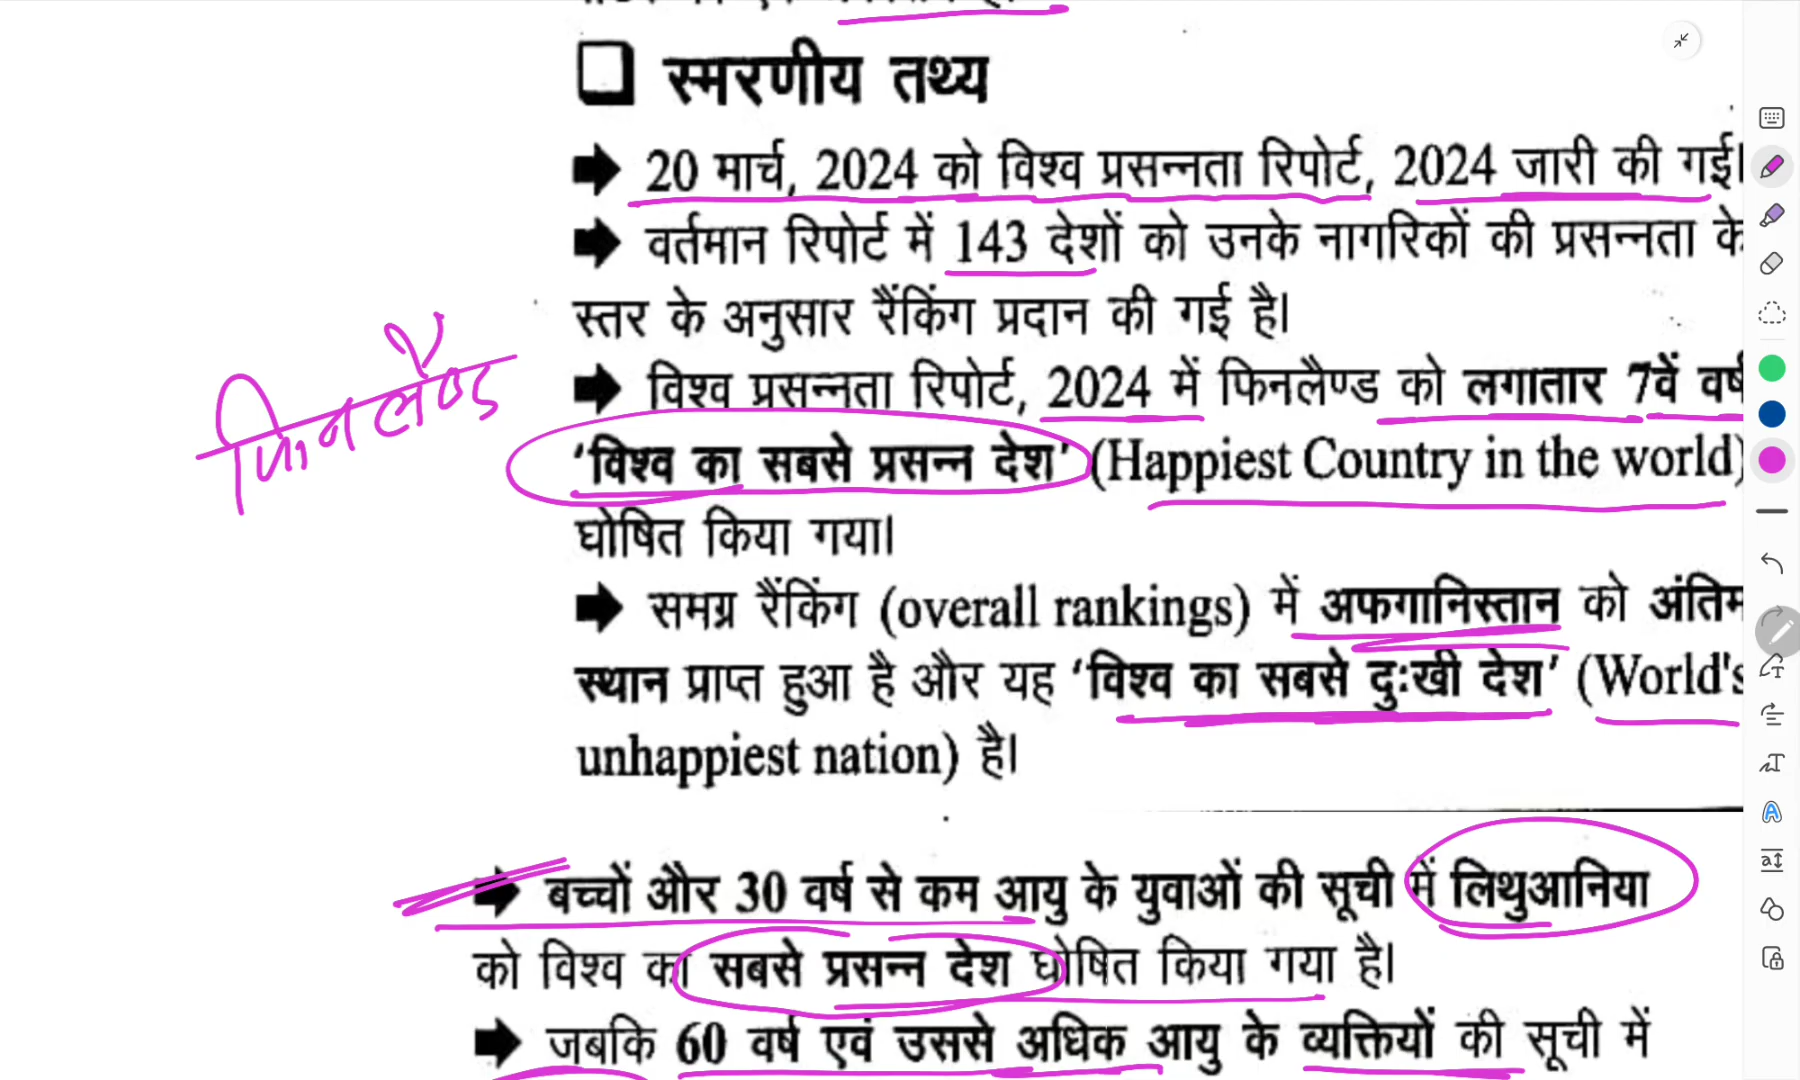 स्मरणीय तथ्य
20 मार्च, 2024 को विश्व प्रसन्नता रिपोर्ट, 2024 जारी की गई।
वर्तमान रिपोर्ट में 143 देशों को उनके नागरिकों की प्रसन्नता के
स्तर के अनुसार रैंकिंग प्रदान की गई है।
विश्व प्रसन्नता रिपोर्ट, 2024 में फिनलैण्ड को लगातार 7वें वर्ष
फिनलैण्ड
‘विश्व का सबसे प्रसन्न देश’ (Happiest Country in the world)
घोषित किया गया।
समग्र रैंकिंग (overall rankings) में अफगानिस्तान को अंतिम
स्थान प्राप्त हुआ है और यह ‘विश्व का सबसे दुःखी देश’ (World's
unhappiest nation) है।
बच्चों और 30 वर्ष से कम आयु के युवाओं की सूची में लिथुआनिया
को विश्व का सबसे प्रसन्न देश घोषित किया गया है।
जबकि 60 वर्ष एवं उससे अधिक आयु के व्यक्तियों की सूची में